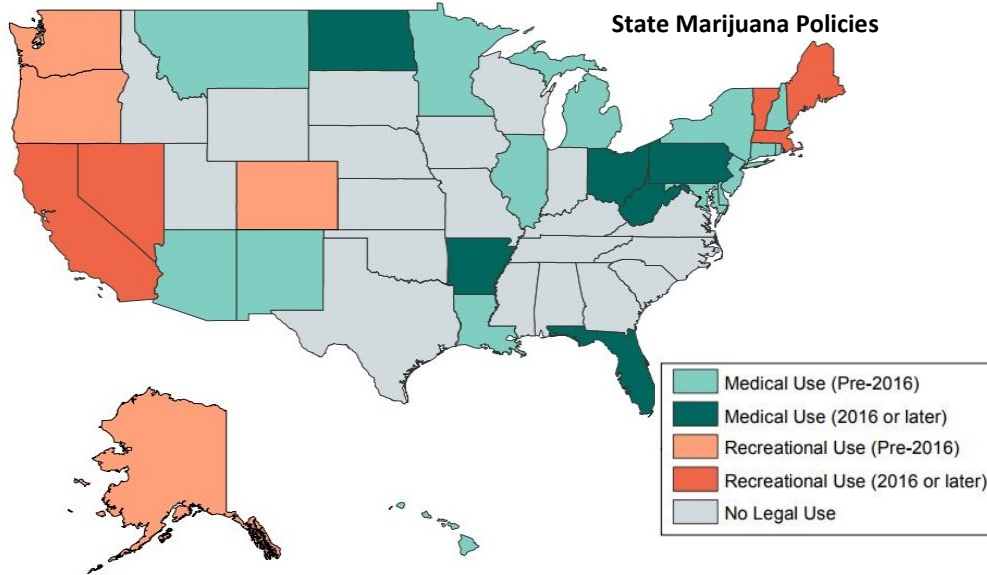 State Marijuana Policies
Medical Use (Pre-2016)
Medical Use (2016 or later)
Recreational Use (Pre-2016)
Recreational Use (2016 or later)
No Legal Use